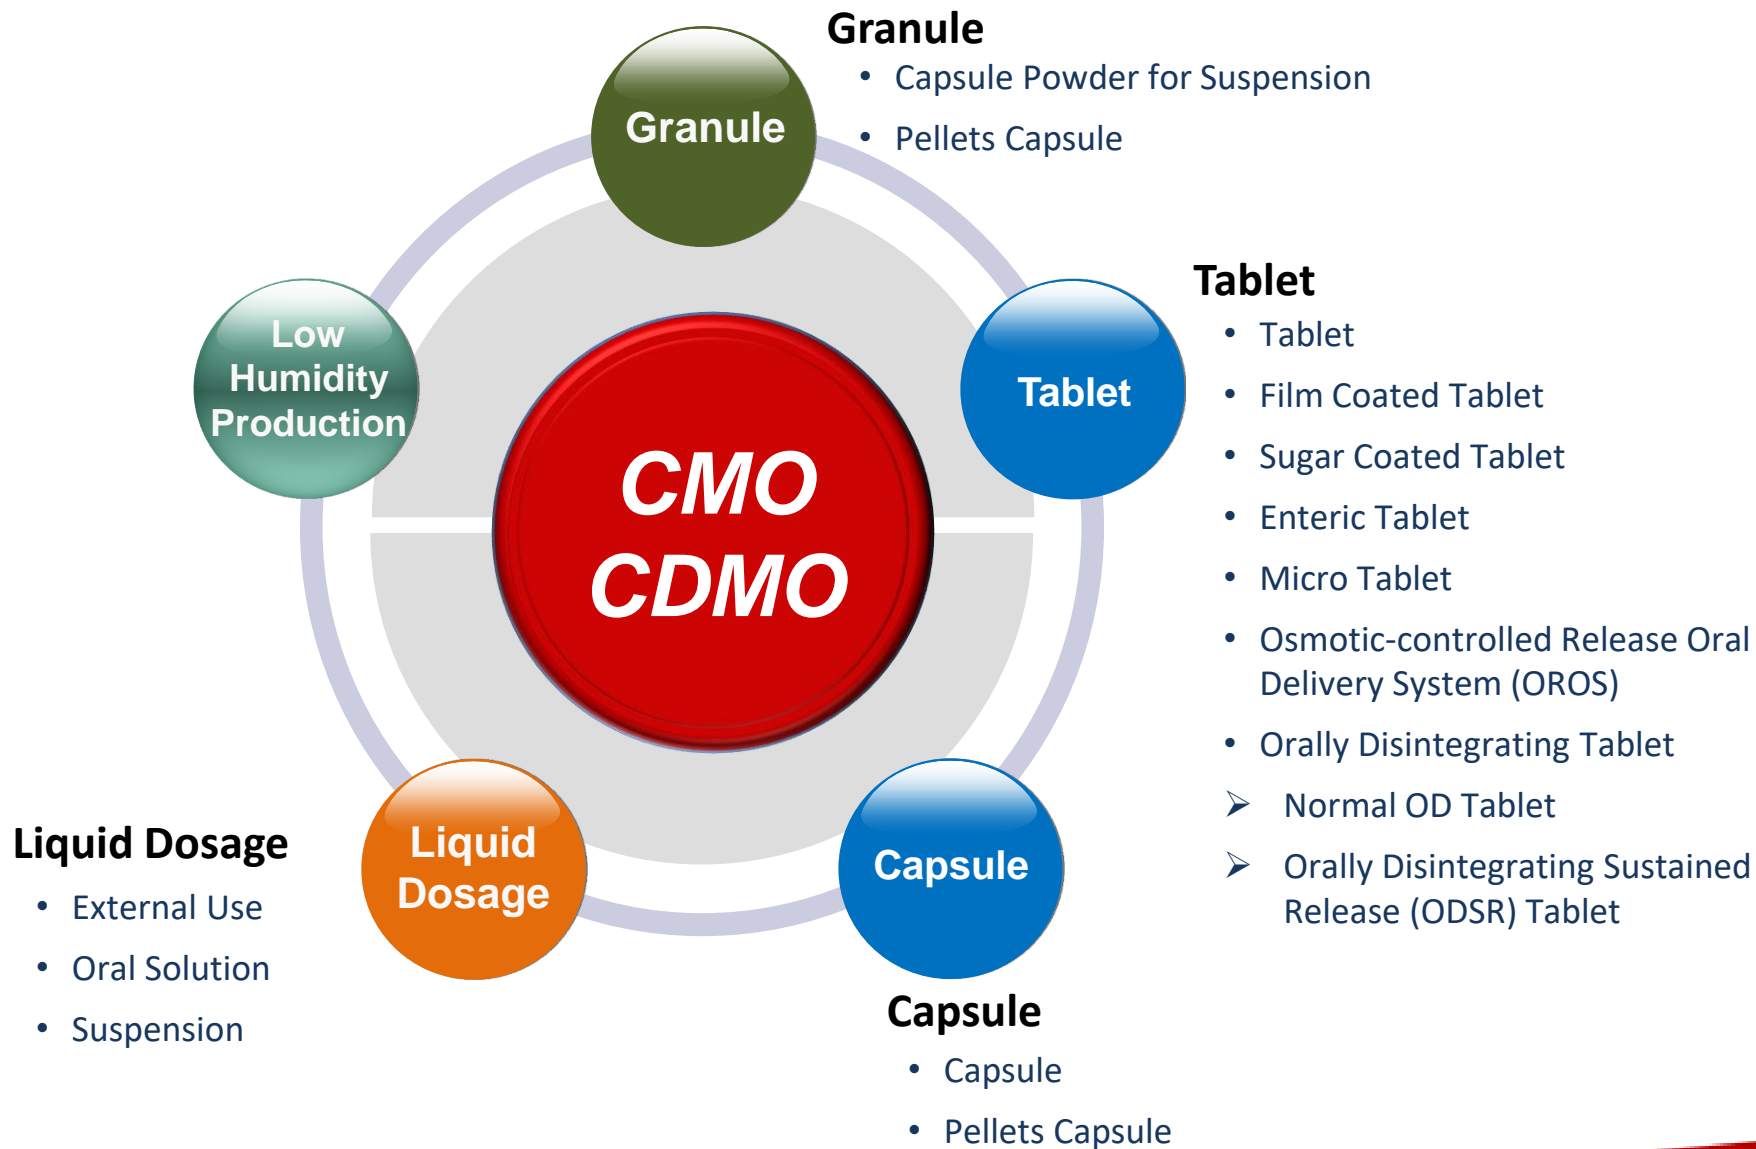 Granule
• Capsule Powder for Suspension
• Pellets Capsule
Granule
Tablet
• Tablet
• Film Coated Tablet
• Sugar Coated Tablet
• Enteric Tablet
• Micro Tablet
• Osmotic-controlled Release Oral
Delivery System (OROS)
• Orally Disintegrating Tablet
➢ Normal OD Tablet
➢ Orally Disintegrating Sustained
Release (ODSR) Tablet
Low
Humidity
Production
Tablet
CMO
CDMO
Liquid Dosage
• External Use
• Oral Solution
• Suspension
Liquid
Dosage
Capsule
Capsule
• Capsule
• Pellets Capsule